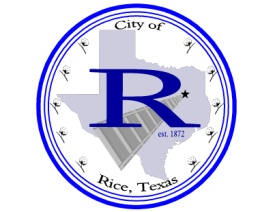 City of
R
est. 1872
Rice, Texas